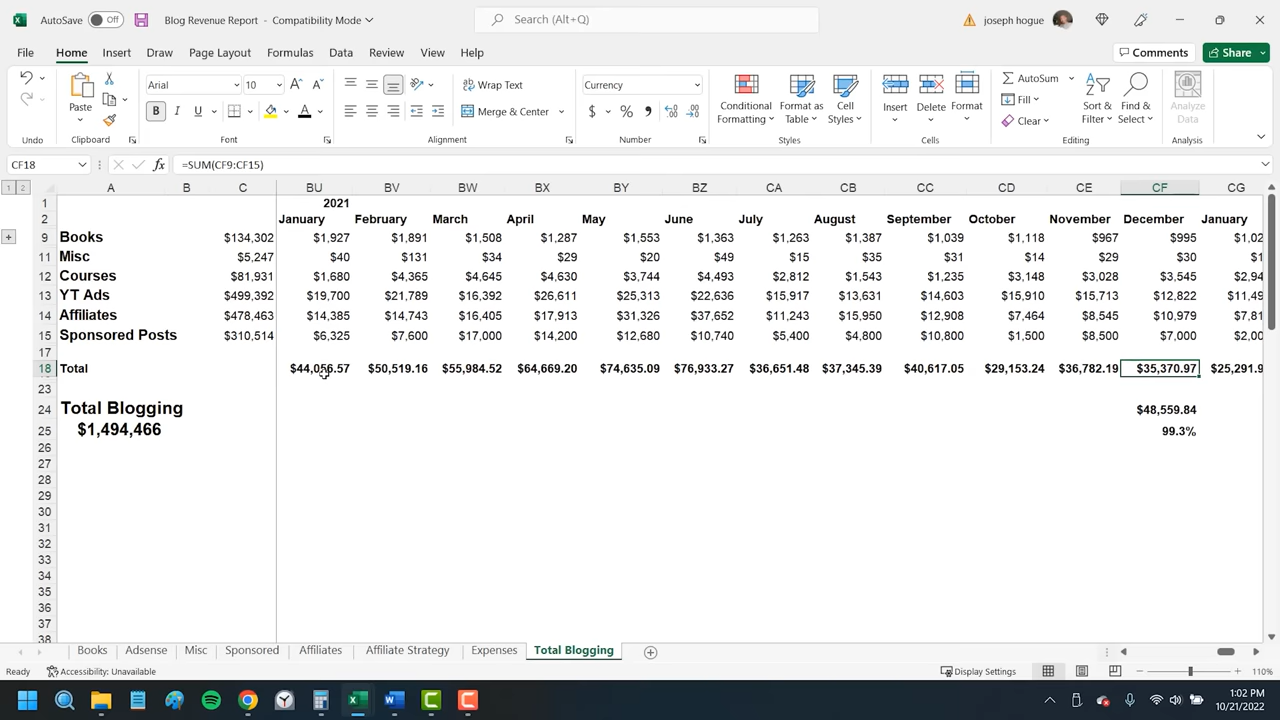 AutoSave Off Blog Revenue Report - Compatibility Mode Search (Alt+Q) joseph hogue
File Home Insert Draw Page Layout Formulas Data Review View Help Comments Share
Arial 10 Wrap Text Currency AutoSum
Paste Conditional Formatting Format as Table Cell Styles Insert Delete Format Fill Sort & Filter Find & Select Analyze Data
B I U A Merge & Center $ % Clear
Undo Clipboard Font Alignment Number Styles Cells Editing Analysis
CF18 fx =SUM(CF9:CF15)
1 2 A B C BU BV BW BX BY BZ CA CB CC CD CE CF CG
1 2021
2 January February March April May June July August September October November December January
9 Books $134,302 $1,927 $1,891 $1,508 $1,287 $1,553 $1,363 $1,263 $1,387 $1,039 $1,118 $967 $995 $1,02
11 Misc $5,247 $40 $131 $34 $29 $20 $49 $15 $35 $31 $14 $29 $30 $1
12 Courses $81,931 $1,680 $4,365 $4,645 $4,630 $3,744 $4,493 $2,812 $1,543 $1,235 $3,148 $3,028 $3,545 $2,94
13 YT Ads $499,392 $19,700 $21,789 $16,392 $26,611 $25,313 $22,636 $15,917 $13,631 $14,603 $15,910 $15,713 $12,822 $11,49
14 Affiliates $478,463 $14,385 $14,743 $16,405 $17,913 $31,326 $37,652 $11,243 $15,950 $12,908 $7,464 $8,545 $10,979 $7,81
15 Sponsored Posts $310,514 $6,325 $7,600 $17,000 $14,200 $12,680 $10,740 $5,400 $4,800 $10,800 $1,500 $8,500 $7,000 $2,00
17
18 Total $44,056.57 $50,519.16 $55,984.52 $64,669.20 $74,635.09 $76,933.27 $36,651.48 $37,345.39 $40,617.05 $29,153.24 $36,782.19 $35,370.97 $25,291.9
23
24 Total Blogging $48,559.84
25 $1,494,466 99.3%
26
27
28
29
30
31
32
33
34
35
36
37
38
Books Adsense Misc Sponsored Affiliates Affiliate Strategy Expenses Total Blogging
Ready Accessibility: Unavailable Display Settings 110%
1:02 PM
10/21/2022